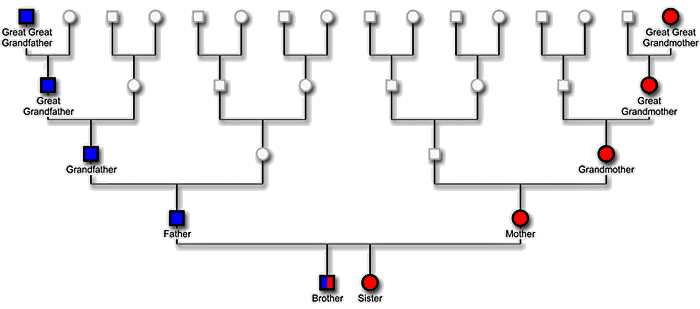 Great Great
Grandfather
Great Great
Grandmother
Great
Grandfather
Great
Grandmother
Grandfather
Grandmother
Father
Mother
Brother
Sister